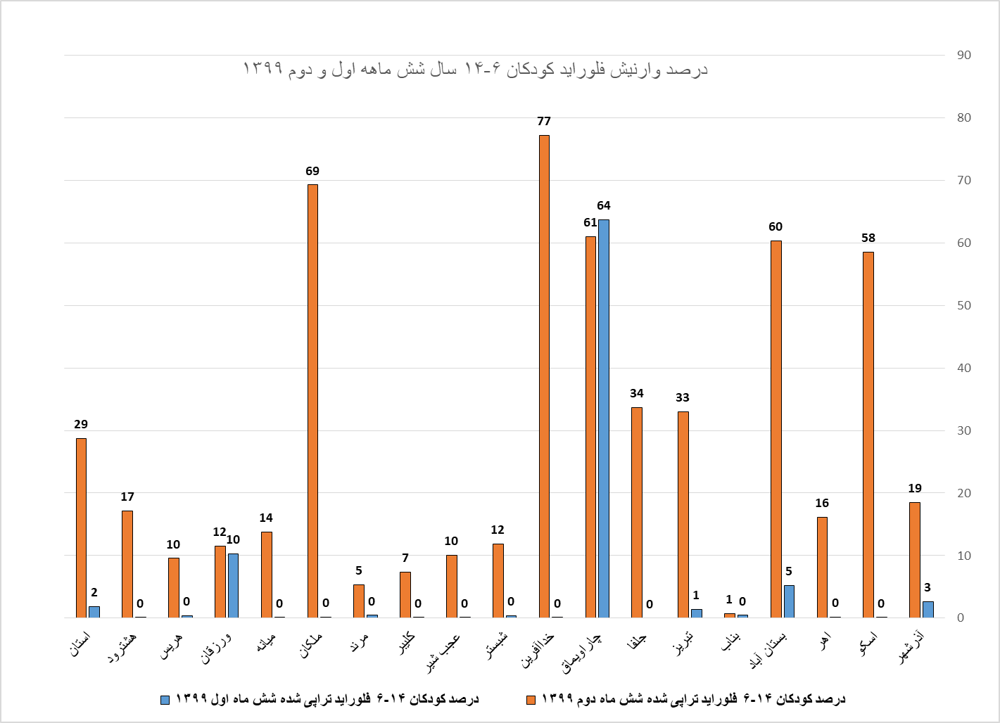 درصد وارنیش فلوراید کودکان ۶-۱۴ سال شش ماهه اول و دوم ۱۳۹۹
90
80
70
60
50
40
30
20
10
0
29
2
17
0
10
0
12
10
14
0
69
0
5
0
7
0
10
0
12
0
77
0
61
64
34
0
33
1
1
0
60
5
16
0
58
0
19
3
آذرشهر
اسکو
اهر
بستان آباد
بناب
تبریز
جلفا
چاراویماق
خداآفرین
شبستر
عجب شیر
کلیبر
مرند
ملکان
میانه
ورزقان
هریس
هشترود
استان
درصد کودکان ۱۴-۶ فلوراید تراپی شده شش ماه دوم ۱۳۹۹
درصد کودکان ۱۴-۶ فلوراید تراپی شده شش ماه اول ۱۳۹۹